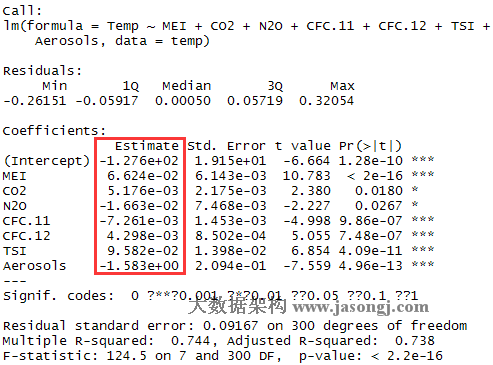 Call:
lm(formula = Temp ~ MEI + CO2 + N2O + CFC.11 + CFC.12 + TSI +
    Aerosols, data = temp)
Residuals:
     Min       1Q   Median       3Q      Max
-0.26151 -0.05917  0.00050  0.05719  0.32054
Coefficients:
              Estimate Std. Error t value Pr(>|t|)
(Intercept) -1.276e+02  1.915e+01  -6.664 1.28e-10 ***
MEI          6.624e-02  6.143e-03  10.783  < 2e-16 ***
CO2          5.176e-03  2.175e-03   2.380   0.0180 *
N2O         -1.663e-02  7.468e-03  -2.227   0.0267 *
CFC.11      -7.261e-03  1.453e-03  -4.998 9.86e-07 ***
CFC.12       4.298e-03  8.502e-04   5.055 7.48e-07 ***
TSI          9.582e-02  1.398e-02   6.854 4.09e-11 ***
Aerosols    -1.583e+00  2.094e-01  -7.559 4.96e-13 ***
---
Signif. codes:  0 ?**?0.001 ?*?0.01 ??0.05 ??0.1 ??1
大数据架构 www.jasongj.com
Residual standard error: 0.09167 on 300 degrees of freedom
Multiple R-squared:  0.744, Adjusted R-squared:  0.738
F-statistic: 124.5 on 7 and 300 DF,  p-value: < 2.2e-16